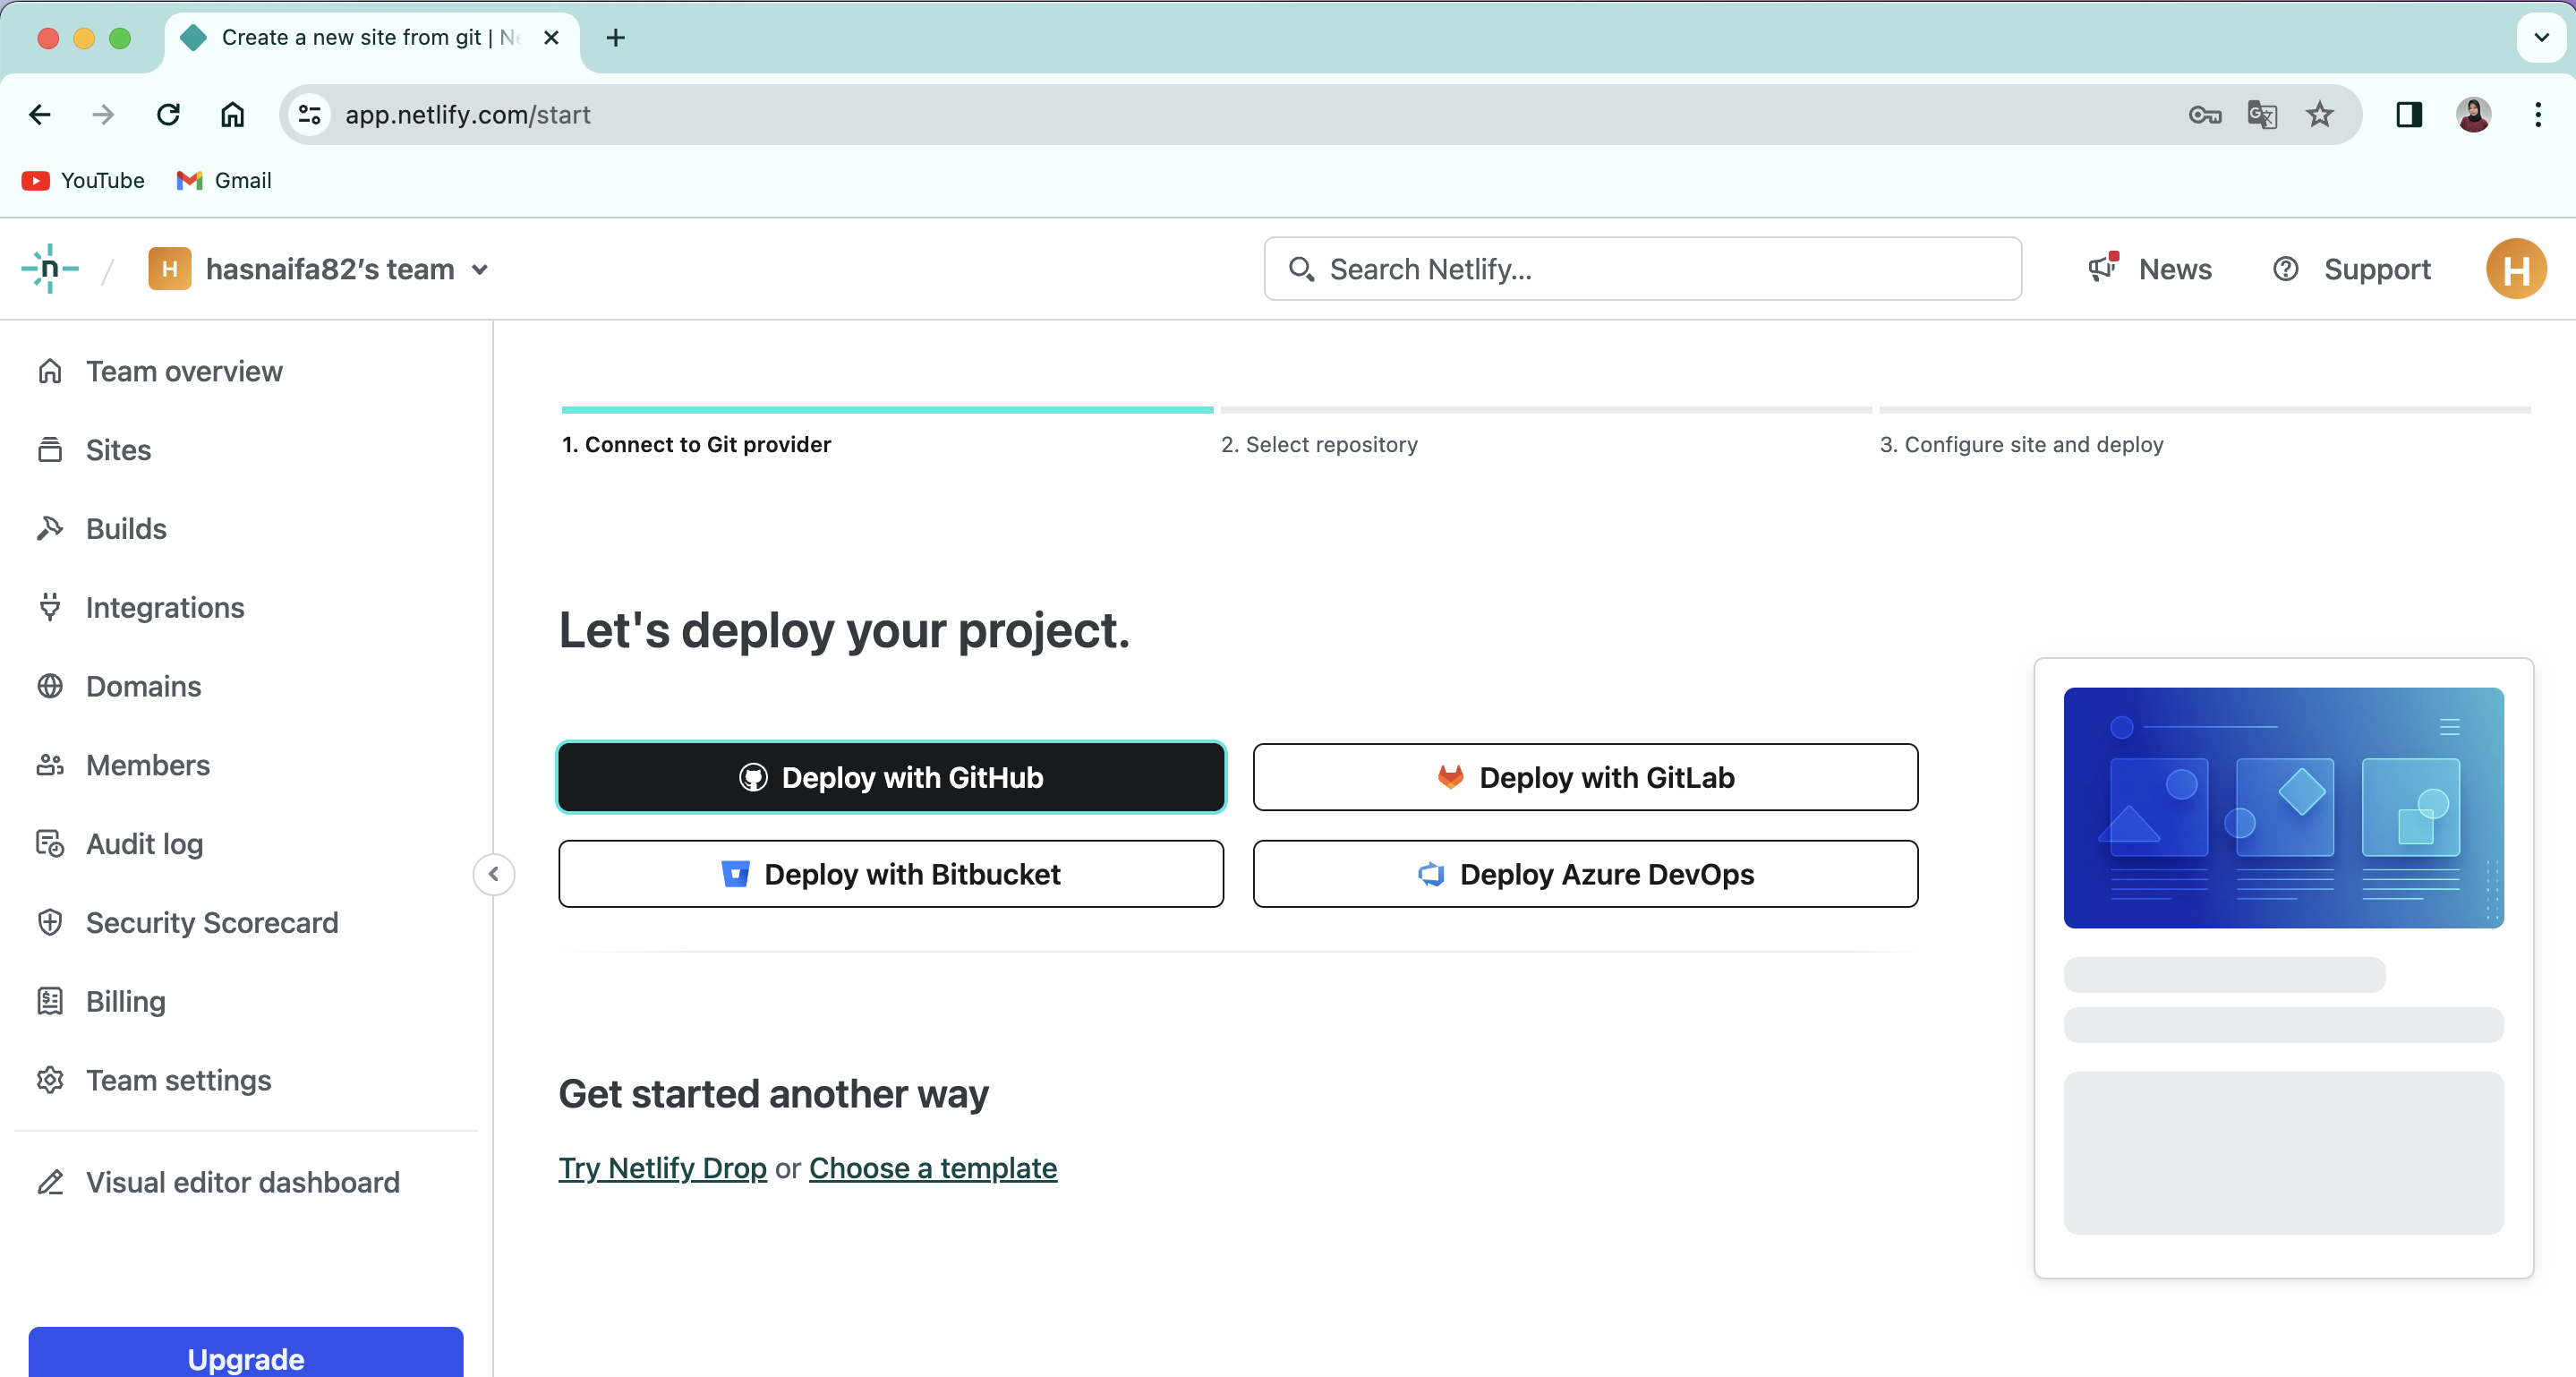 Create a new site from git | Ne
app.netlify.com/start
YouTube
Gmail
n
/
H
hasnaifa82's team
Search Netlify...
News
Support
H
Team overview
Sites
Builds
Integrations
Domains
Members
Audit log
Security Scorecard
Billing
Team settings
Visual editor dashboard
Upgrade
1. Connect to Git provider
2. Select repository
3. Configure site and deploy
Let's deploy your project.
Deploy with GitHub
Deploy with GitLab
Deploy with Bitbucket
Deploy Azure DevOps
Get started another way
Try Netlify Drop or Choose a template